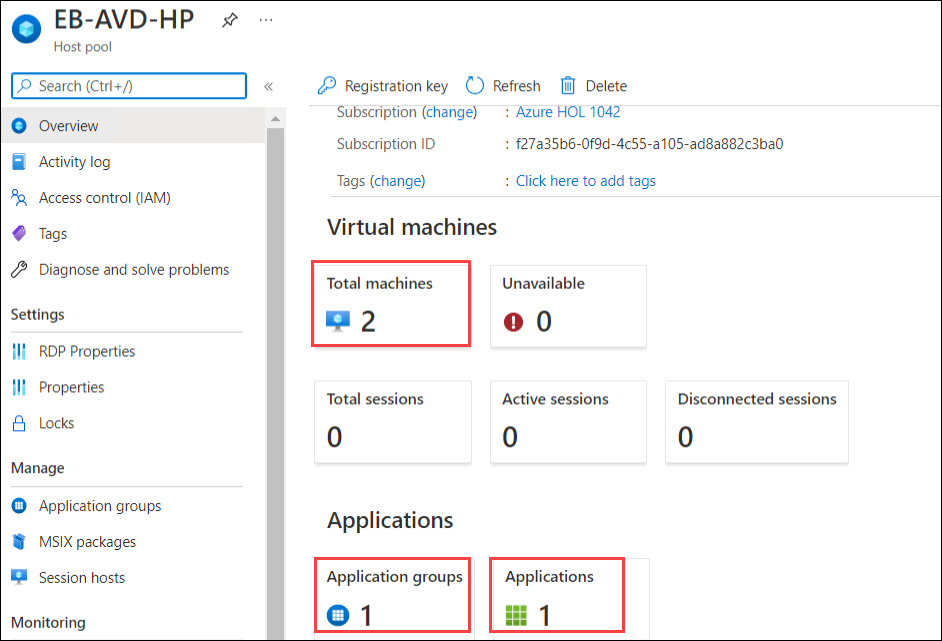 EB-AVD-HP
Host pool
Search (Ctrl+/)
«
Overview
Activity log
Access control (IAM)
Tags
Diagnose and solve problems
Settings
RDP Properties
Properties
Locks
Manage
Application groups
MSIX packages
Session hosts
Monitoring
Registration key Refresh Delete
Subscription (change) : Azure HOL 1042
Subscription ID : f27a35b6-0f9d-4c55-a105-ad8a882c3ba0
Tags (change) : Click here to add tags
Virtual machines
Total machines
2
Unavailable
0
Total sessions
0
Active sessions
0
Disconnected sessions
0
Applications
Application groups
1
Applications
1